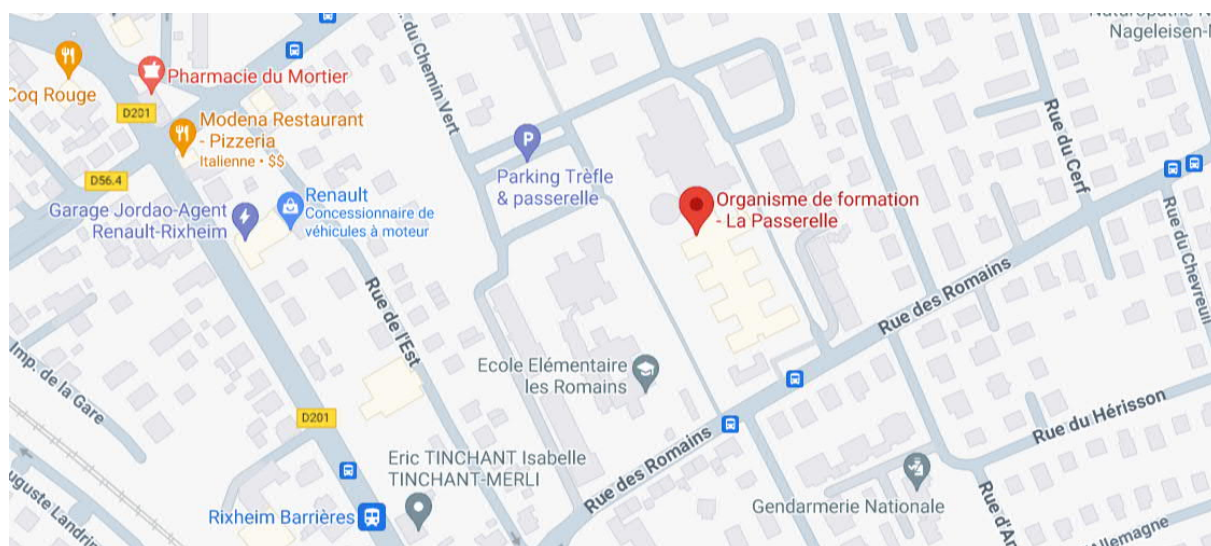 Naturopathe N
Nageleisen-N
Coq Rouge
Pharmacie du Mortier
D201
Modena Restaurant
- Pizzeria
Italienne • $$
D56.4
du Chemin Vert
P
Parking Trèfle
& passerelle
Rue du Cerf
Rue du Chevreuil
Garage Jordao-Agent
Renault-Rixheim
Renault
Concessionnaire de
véhicules à moteur
Organisme de formation
- La Passerelle
Rue de l'Est
Rue des Romains
Imp. de la Gare
Ecole Elémentaire
les Romains
D201
Rue du Hérisson
Rue des Romains
Eric TINCHANT Isabelle
TINCHANT-MERLI
Gendarmerie Nationale
Rixheim Barrières
uguste Landrin
Rue d'An
'Allemagne